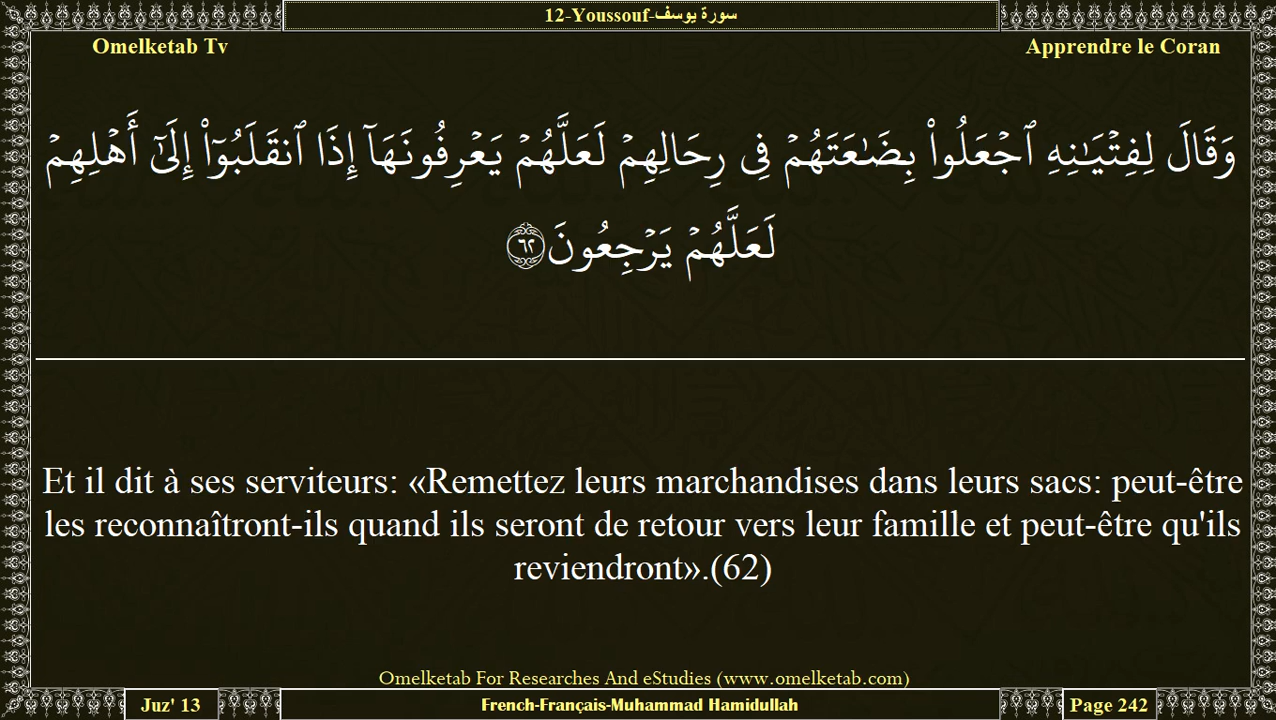 12-Youssouf-سورة يوسف
Omelketab Tv
Apprendre le Coran
وَقَالَ لِفِتۡيَٰنِهِ ٱجۡعَلُواْ بِضَٰعَتَهُمۡ فِي رِحَالِهِمۡ لَعَلَّهُمۡ يَعۡرِفُونَهَآ إِذَا ٱنقَلَبُوٓاْ إِلَىٰٓ أَهۡلِهِمۡ
لَعَلَّهُمۡ يَرۡجِعُونَ ٦٢
Et il dit à ses serviteurs: «Remettez leurs marchandises dans leurs sacs: peut-être
les reconnaîtront-ils quand ils seront de retour vers leur famille et peut-être qu'ils
reviendront».(62)
Omelketab For Researches And eStudies (www.omelketab.com)
Juz' 13
French-Français-Muhammad Hamidullah
Page 242